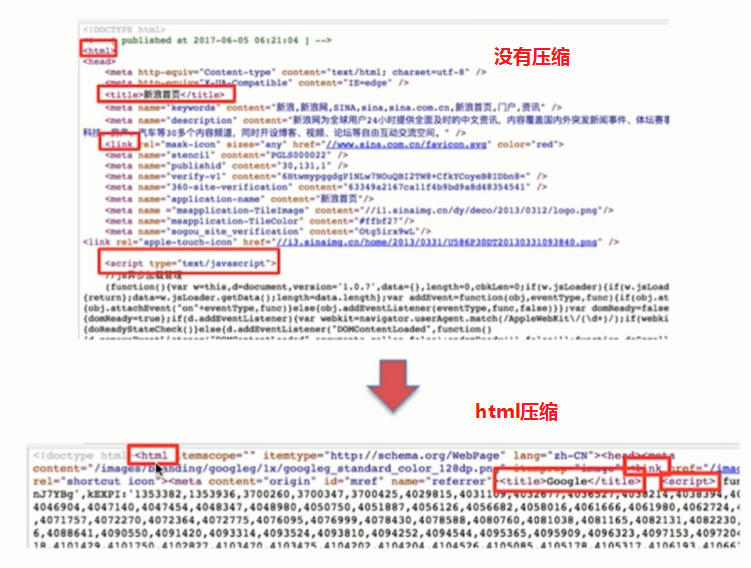 <!DOCTYPE html>
[ published at 2017-06-05 06:21:04 ] -->
<html>
没有压缩
<head>
<meta http-equiv="Content-type" content="text/html; charset=utf-8" />
<meta http-equiv="X-UA-Compatible" content="IE=edge" />
<title>新浪首页</title>
<meta name="keywords" content="新浪,新浪网,SINA,sina,sina.com.cn,新浪首页,门户,资讯" />
<meta name="description" content="新浪网为全球用户24小时提供全面及时的中文资讯，内容覆盖国内外突发新闻事件、体坛赛事
科技、房产、汽车等30多个内容频道，同时开设博客、视频、论坛等自由互动交流空间。" />
<link rel="mask-icon" sizes="any" href="//www.sina.com.cn/favicon.svg" color="red">
<meta name="stencil" content="PGLS000022" />
<meta name="publishid" content="30,131,1" />
<meta name="verify-v1" content="6HtwmypggdgP1NLw7NOuQBI2TW8+CfkYCoyeB8IDbn8=" />
<meta name="360-site-verification" content="63349a2167ca11f4b9bd9a8d48354541" />
<meta name="application-name" content="新浪首页"/>
<meta name ="msapplication-TileImage" content="//i1.sinaimg.cn/dy/deco/2013/0312/logo.png"/>
<meta name="msapplication-TileColor" content="#ffbf27"/>
<meta name="sogou_site_verification" content="Otg5irx9wL"/>
<link rel="apple-touch-icon" href="//i3.sinaimg.cn/home/2013/0331/U586P30DT20130331093840.png" />
<script type="text/javascript">
//js异步加载管理
(function(){var w=this,d=document,version='1.0.7',data={},length=0,cbkLen=0;if(w.jsLoader){if(w.jsLoad
{return};data=w.jsLoader.getData();length=data.length};var addEvent=function(obj,eventType,func){if(obj.at
{obj.attachEvent("on"+eventType,func)}else{obj.addEventListener(eventType,func,false)}};var domReady=false
{domReady=true};if(d.addEventListener){var webkit=navigator.userAgent.match(/AppleWebKit\/(\d+)/);if(webki
{doReadyStateCheck()}else{d.addEventListener("DOMContentLoaded",function()
html压缩
<!doctype html><html itemscope="" itemtype="http://schema.org/WebPage" lang="zh-CN"><head><meta
content="/images/branding/googleg/1x/googleg_standard_color_128dp.png" itemprop="image"><link href="/imag
rel="shortcut icon"><meta content="origin" id="mref" name="referrer"><title>Google</title> <script>
nJ7YBg',kEXPI:'1353382,1353936,3700260,3700347,3700425,4029815,4031109,4032677,4036527,4038214,4038394,
4046904,4047140,4047454,4048347,4048980,4050750,4051887,4056126,4056682,4058016,4061666,4061980,4062724,
,4071757,4072270,4072364,4072775,4076095,4076999,4078430,4078588,4080760,4081038,4081165,4082131,4082230,
6,4088641,4090550,4091420,4093314,4093524,4093810,4094252,4094544,4095365,4095909,4096323,4097153,409720